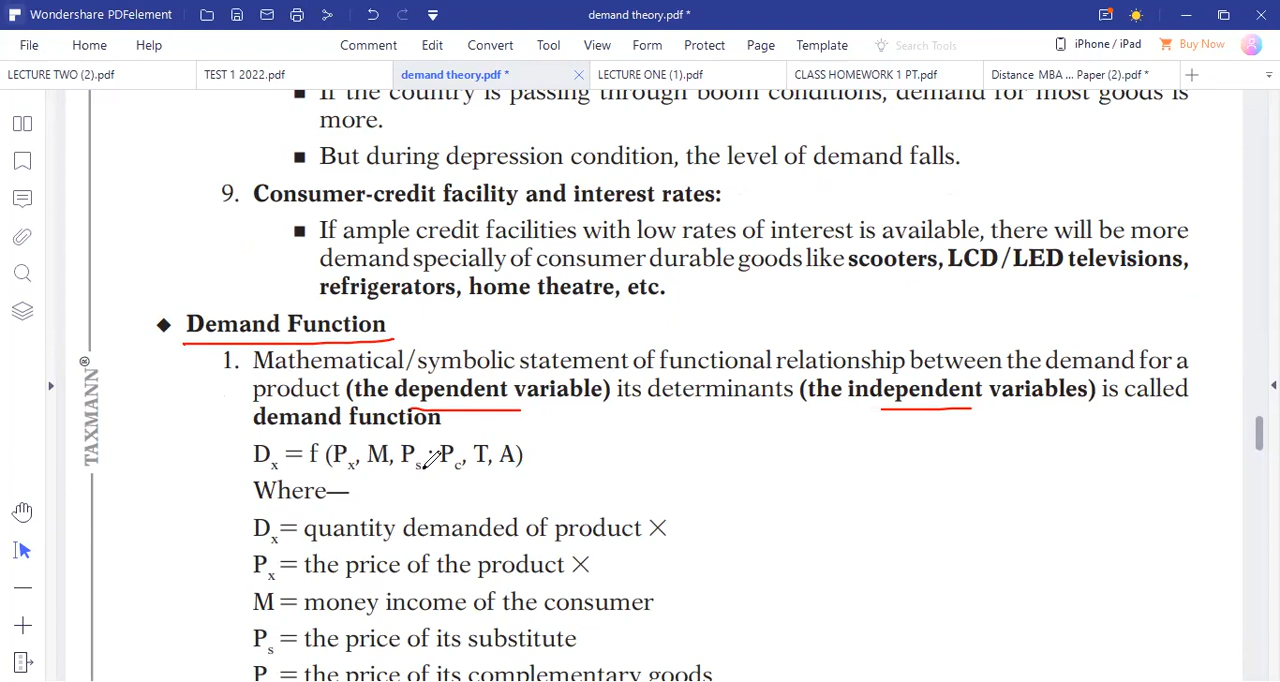 Wondershare PDFelement
demand theory.pdf *
File Home Help Comment Edit Convert Tool View Form Protect Page Template Search Tools iPhone / iPad Buy Now
LECTURE TWO (2).pdf TEST 1 2022.pdf demand theory.pdf * LECTURE ONE (1).pdf CLASS HOMEWORK 1 PT.pdf Distance MBA ... Paper (2).pdf *
■ If the country is passing through boom conditions, demand for most goods is
more.
■ But during depression condition, the level of demand falls.
9. Consumer-credit facility and interest rates:
■ If ample credit facilities with low rates of interest is available, there will be more
demand specially of consumer durable goods like scooters, LCD/LED televisions,
refrigerators, home theatre, etc.
◆ Demand Function
1. Mathematical/symbolic statement of functional relationship between the demand for a
product (the dependent variable) its determinants (the independent variables) is called
demand function
Dx = f (Px, M, Ps, Pc, T, A)
Where—
Dx = quantity demanded of product ×
Px = the price of the product ×
M = money income of the consumer
Ps = the price of its substitute
P = the price of its complementary goods
TAXMANN®